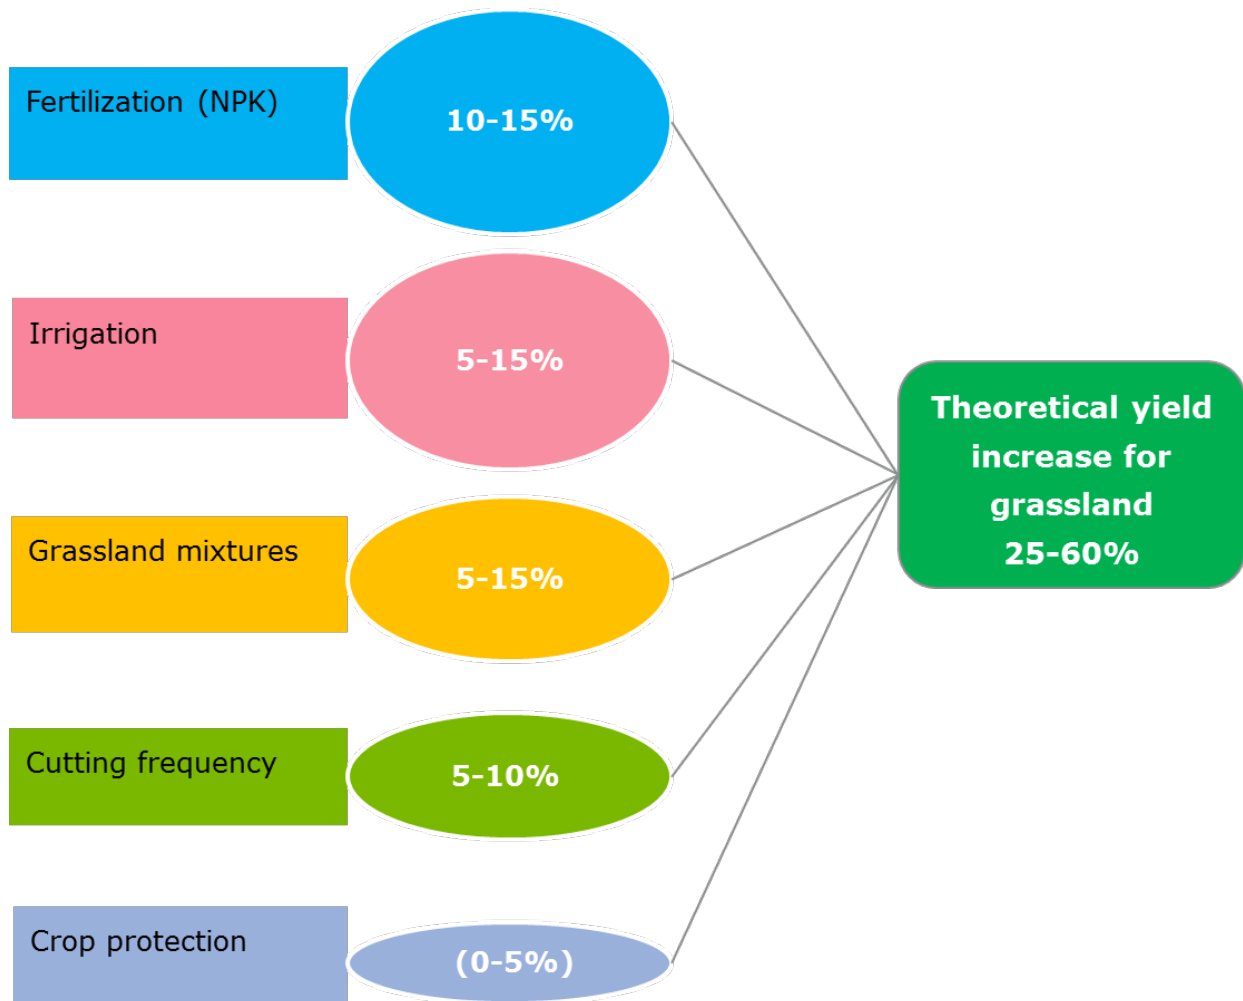 Fertilization (NPK)
10-15%
Irrigation
5-15%
Grassland mixtures
5-15%
Cutting frequency
5-10%
Crop protection
(0-5%)
Theoretical yield
increase for
grassland
25-60%